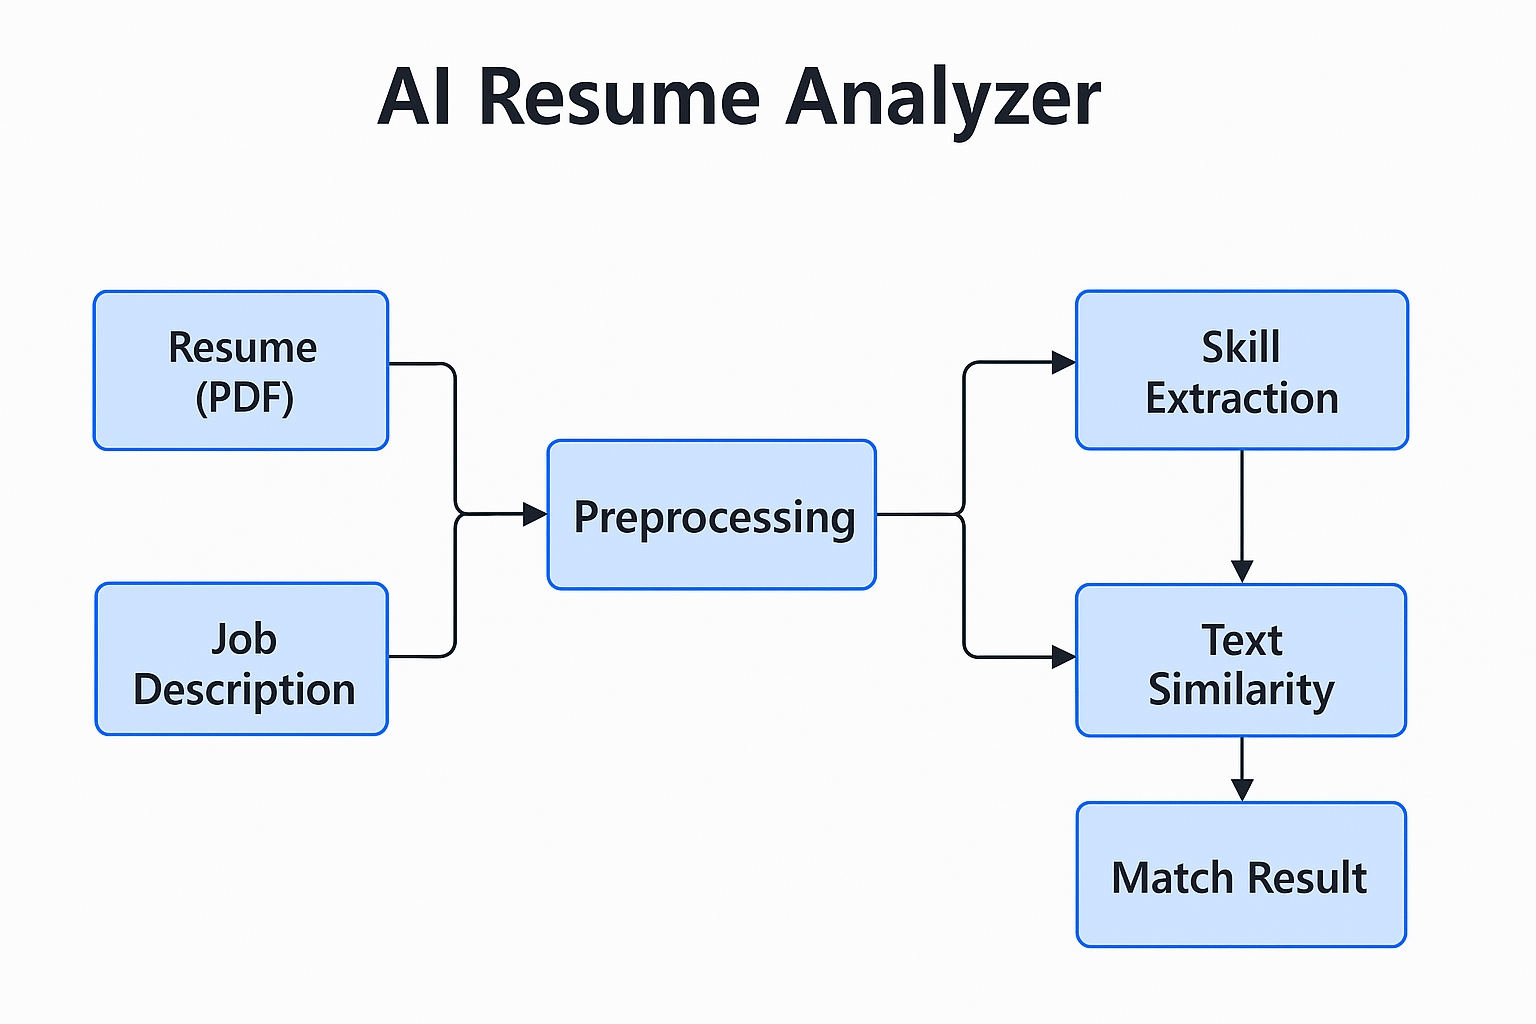 AI Resume Analyzer
Resume
(PDF)
Job
Description
Preprocessing
Skill
Extraction
Text
Similarity
Match Result